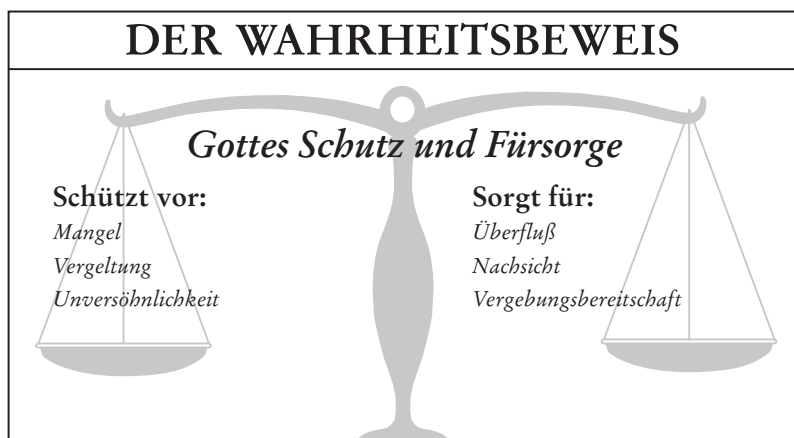 DER WAHRHEITSBEWEIS
Gottes Schutz und Fürsorge
Schützt vor:
Mangel
Vergeltung
Unversöhnlichkeit
Sorgt für:
Überfluß
Nachsicht
Vergebungsbereitschaft